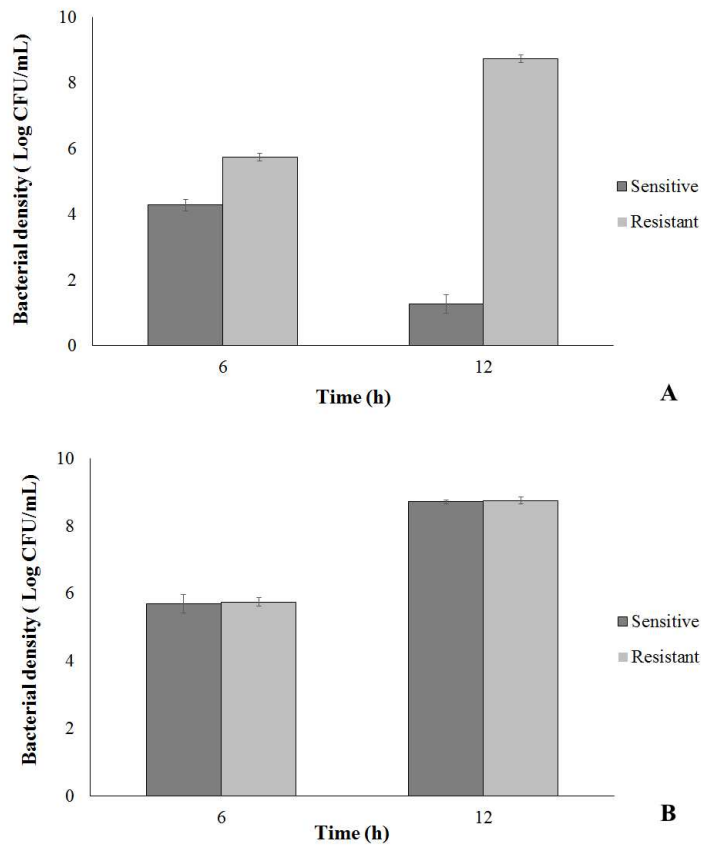 10
8
6
4
2
0
Bacterial density ( Log CFU/mL)
6
12
Time (h)
Sensitive
Resistant
A
10
8
6
4
2
0
Bacterial density ( Log CFU/mL)
6
12
Time (h)
Sensitive
Resistant
B